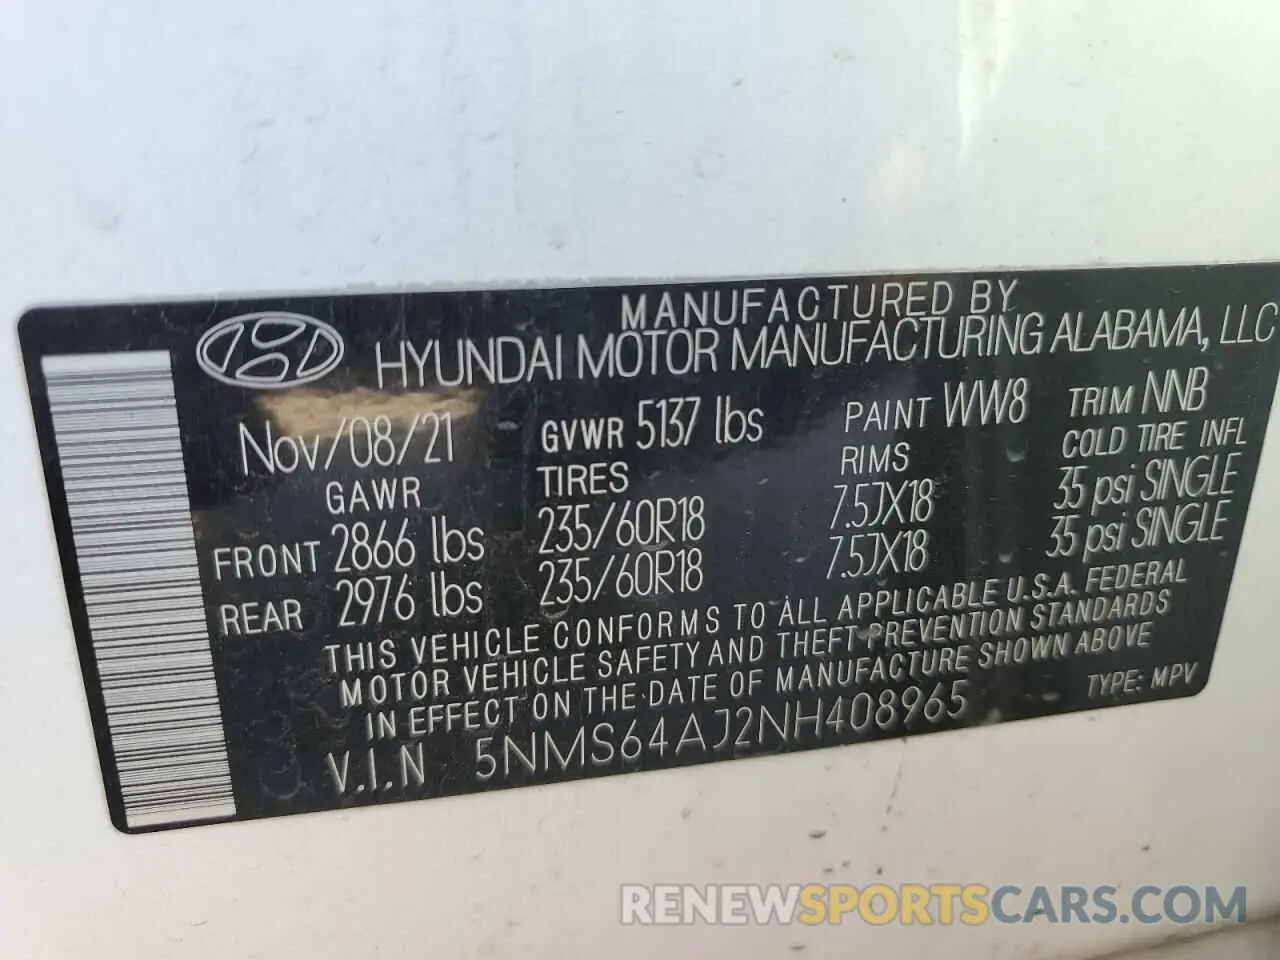 MANUFACTURED BY
HYUNDAI MOTOR MANUFACTURING ALABAMA, LLC
Nov/08/21 GVWR 5137 lbs PAINT WW8 TRIM NNB
GAWR TIRES RIMS COLD TIRE INFL
FRONT 2866 lbs 235/60R18 7.5JX18 35 psi SINGLE
REAR 2976 lbs 235/60R18 7.5JX18 35 psi SINGLE
THIS VEHICLE CONFORMS TO ALL APPLICABLE U.S.A. FEDERAL
MOTOR VEHICLE SAFETY AND THEFT PREVENTION STANDARDS
IN EFFECT ON THE DATE OF MANUFACTURE SHOWN ABOVE
V.I.N 5NMS64AJ2NH408965 TYPE: MPV
RENEWSPORTSCARS.COM